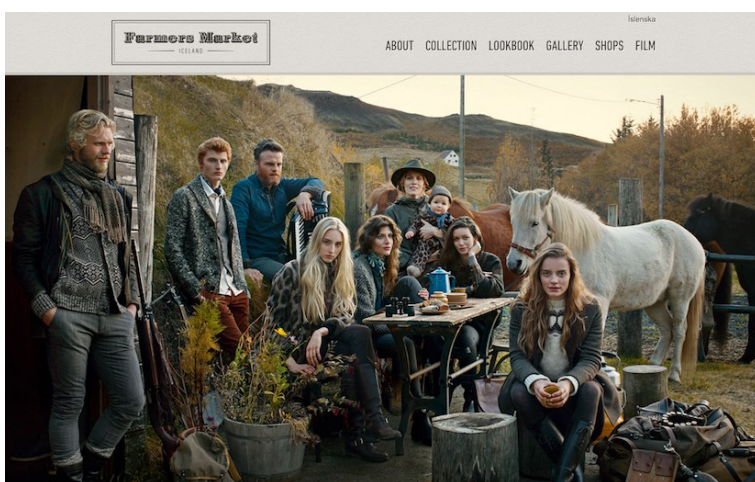 Íslenska
Farmers Market
ICELAND
ABOUT COLLECTION LOOKBOOK GALLERY SHOPS FILM